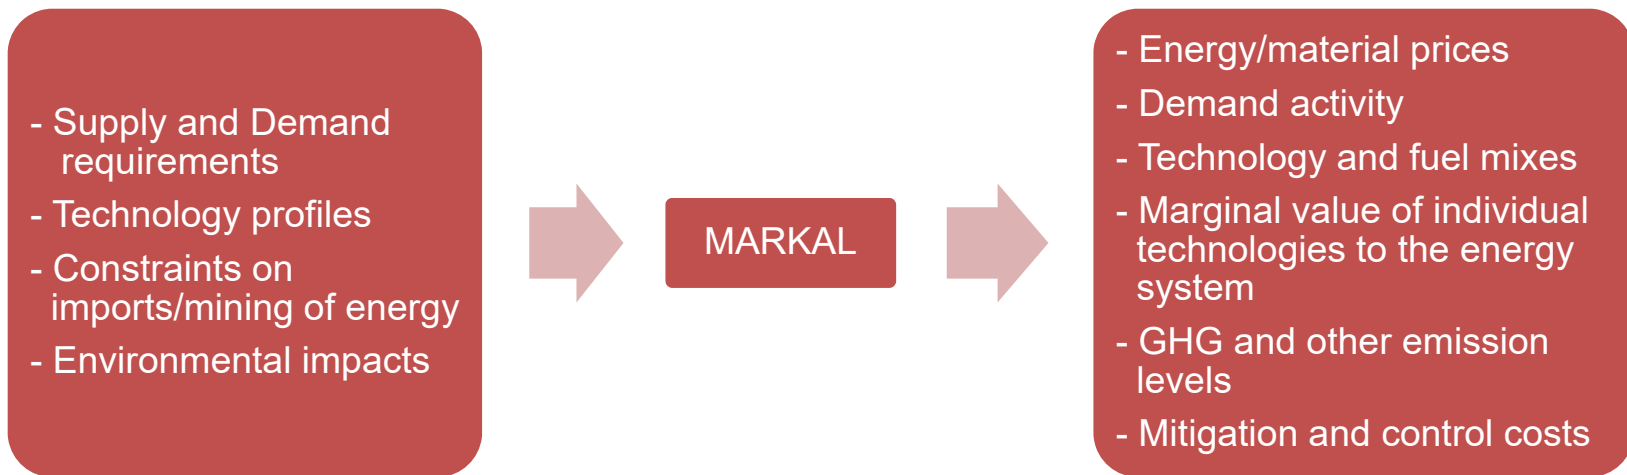 - Supply and Demand
requirements
- Technology profiles
- Constraints on
imports/mining of energy
- Environmental impacts
MARKAL
- Energy/material prices
- Demand activity
- Technology and fuel mixes
- Marginal value of individual
technologies to the energy
system
- GHG and other emission
levels
- Mitigation and control costs